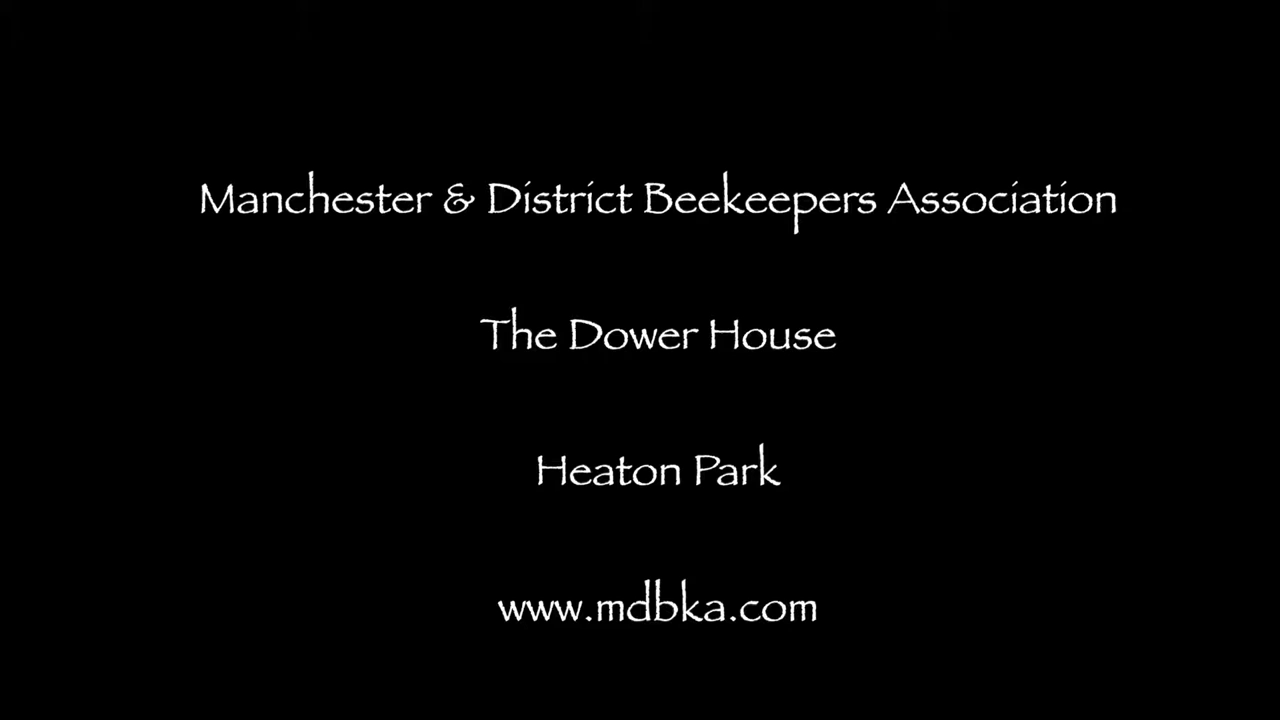 Manchester & District Beekeepers Association
The Dower House
Heaton Park
www.mdbka.com